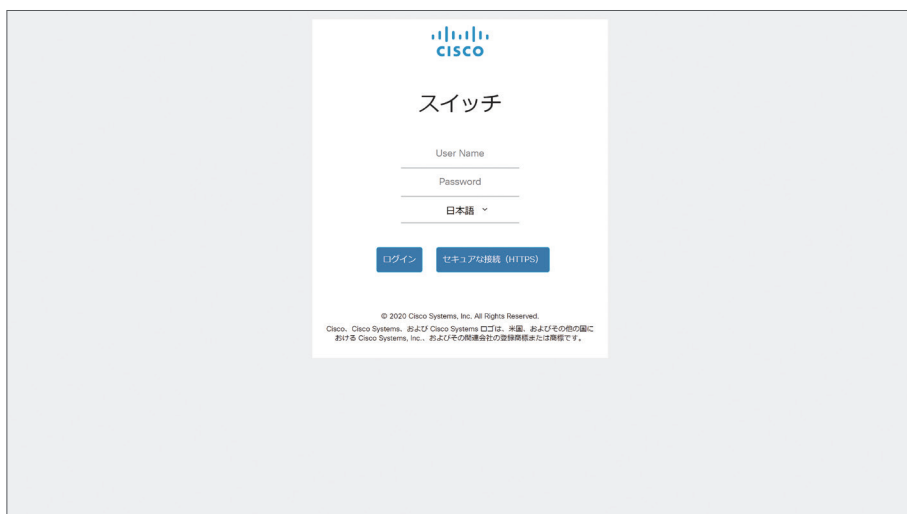 CISCO
スイッチ
User Name
Password
日本語
ログイン セキュアな接続（HTTPS）
© 2020 Cisco Systems, Inc. All Rights Reserved.
Cisco、Cisco Systems、および Cisco Systems ロゴは、米国、およびその他の国に
おける Cisco Systems, Inc.、およびその関連会社の登録商標または商標です。